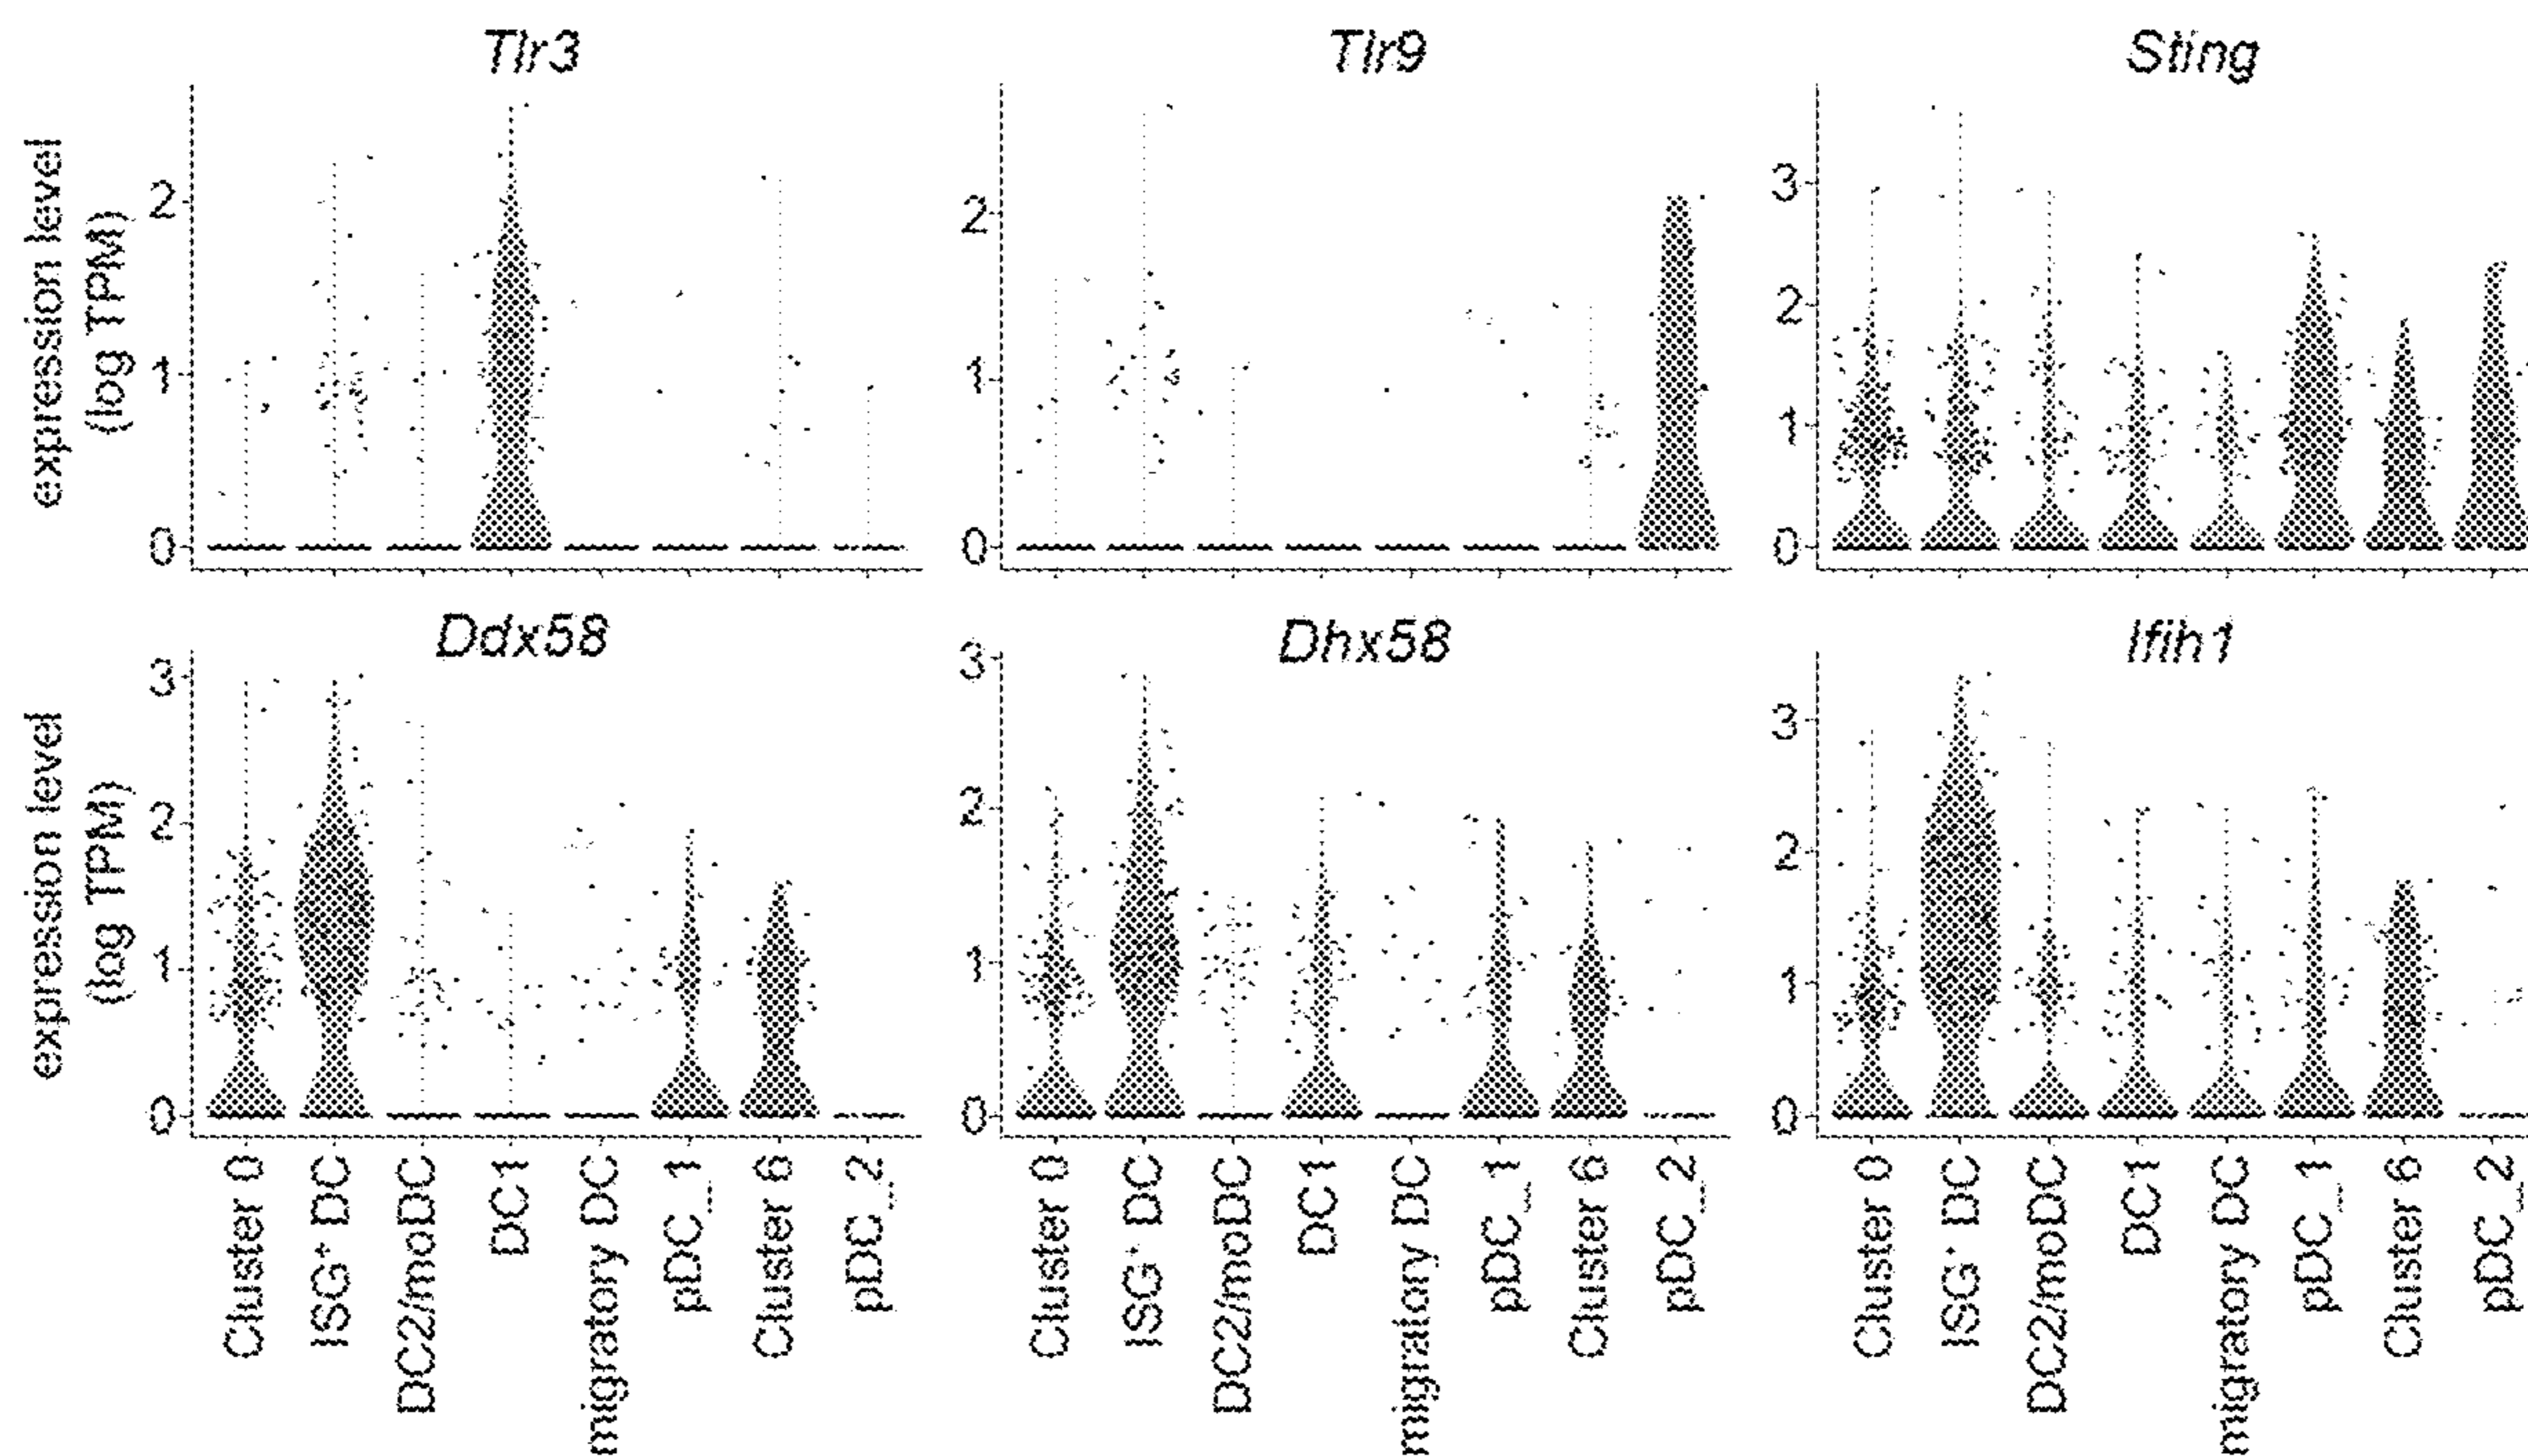 Tlr3 Tlr9 Sting
expression level
(log TPM)
2
1
0
2
1
0
3
2
1
0
Ddx58 Dhx58 Ifih1
expression level
(log TPM)
3
2
1
0
3
2
1
0
3
2
1
0
Cluster 0
ISG+ DC
DC2/moDC
DC1
migratory DC
pDC_1
Cluster 6
pDC_2
Cluster 0
ISG+ DC
DC2/moDC
DC1
migratory DC
pDC_1
Cluster 6
pDC_2
Cluster 0
ISG+ DC
DC2/moDC
DC1
migratory DC
pDC_1
Cluster 6
pDC_2